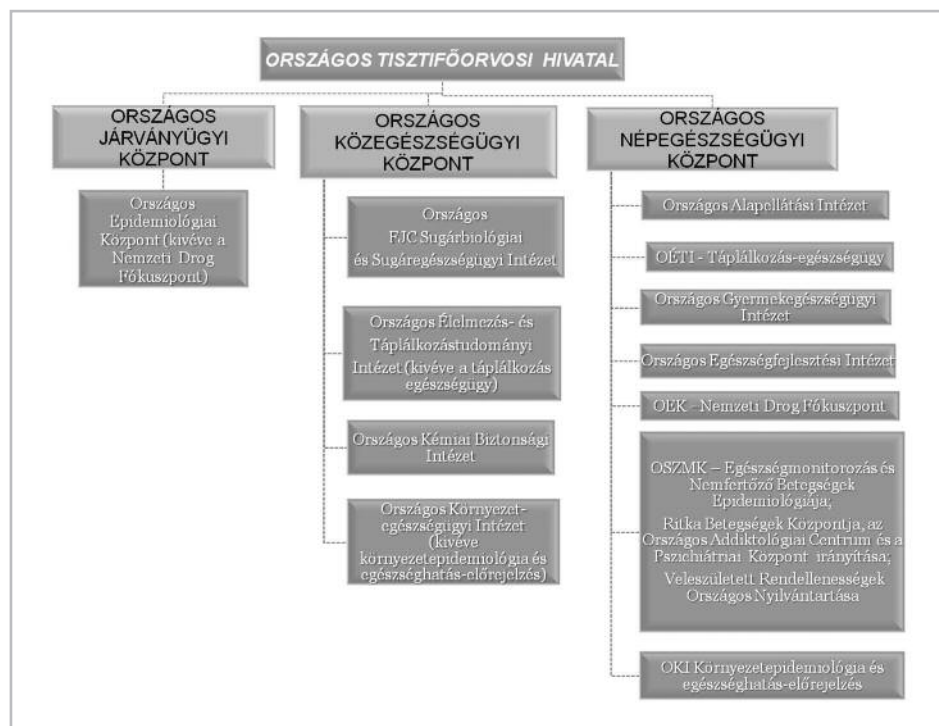 ORSZÁGOS TISZTIFŐORVOSI HIVATAL
ORSZÁGOS
JÁRVÁNYÜGYI
KÖZPONT
Országos
Epidemiológiai
Központ (kivéve a
Nemzeti Drog
Fókuszpont)
ORSZÁGOS
KÖZEGÉSZSÉGÜGYI
KÖZPONT
Országos
FJC Sugárbiológiai
és Sugáregészségügyi Intézet
Országos Élelmezés- és
Táplálkozástudományi
Intézet (kivéve a táplálkozás
egészségügy)
Országos Kémiai Biztonsági
Intézet
Országos Környezet-
egészségügyi Intézet
(kivéve
környezetepidemiológia és
egészséghatás-előrejelzés)
ORSZÁGOS
NÉPEGÉSZSÉGÜGYI
KÖZPONT
Országos Alapellátási Intézet
OÉTI - Táplálkozás-egészségügy
Országos Gyermekegészségügyi
Intézet
Országos Egészségfejlesztési Intézet
OEK –Nemzeti Drog Fókuszpont
OSZMK – Egészségmonitorozás és
Nemfertőző Betegségek
Epidemiológiája;
Ritka Betegségek Központja, az
Országos Addiktológiai Centrum és a
Pszichiátriai Központ irányítása;
Veleszületett Rendellenességek
Országos Nyilvántartása
OKI Környezetepidemiológia és
egészséghatás-előrejelzés